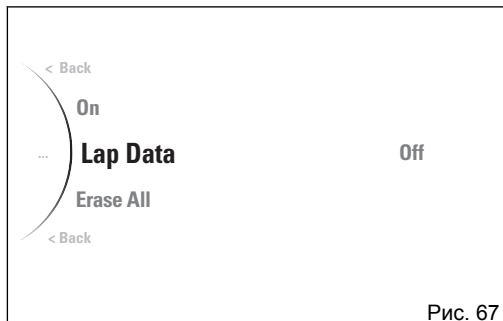 < Back
On
... Lap Data Off
Erase All
< Back
Рис. 67